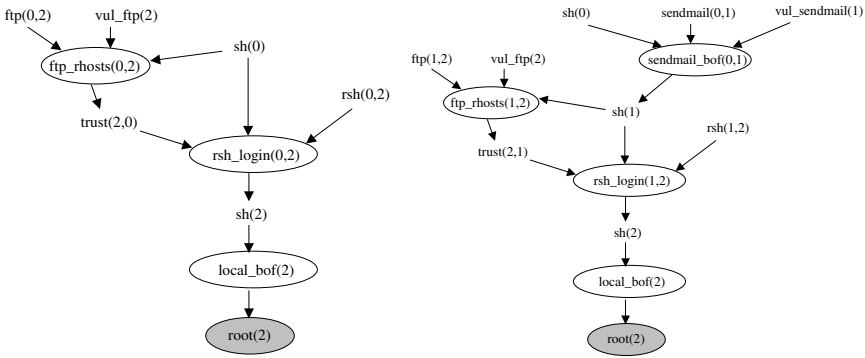 ftp(0,2)
vul_ftp(2)
sh(0)
ftp_rhosts(0,2)
rsh(0,2)
trust(2,0)
rsh_login(0,2)
sh(2)
local_bof(2)
root(2)
sh(0)
sendmail(0,1)
vul_sendmail(1)
sendmail_bof(0,1)
ftp(1,2)
vul_ftp(2)
ftp_rhosts(1,2)
sh(1)
rsh(1,2)
trust(2,1)
rsh_login(1,2)
sh(2)
local_bof(2)
root(2)